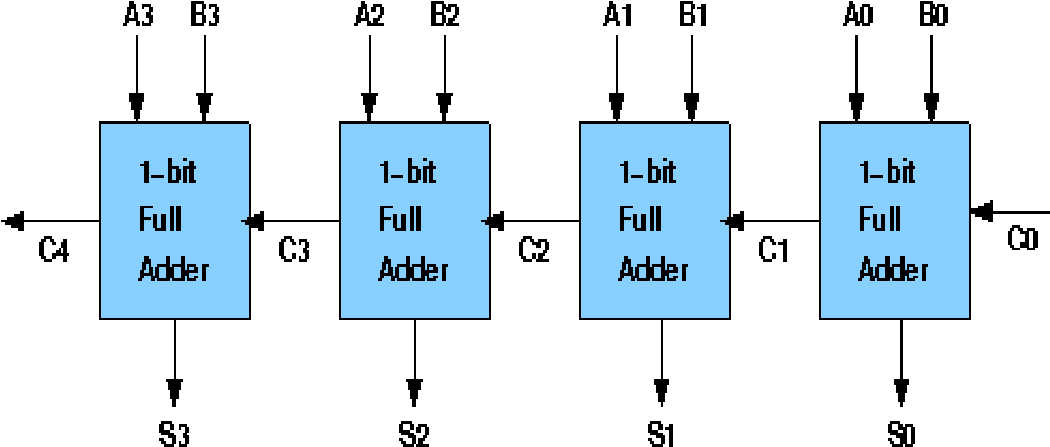 A3 B3 A2 B2 A1 B1 A0 B0
1-bit
Full
Adder
1-bit
Full
Adder
1-bit
Full
Adder
1-bit
Full
Adder
C4 C3 C2 C1 C0
S3 S2 S1 S0